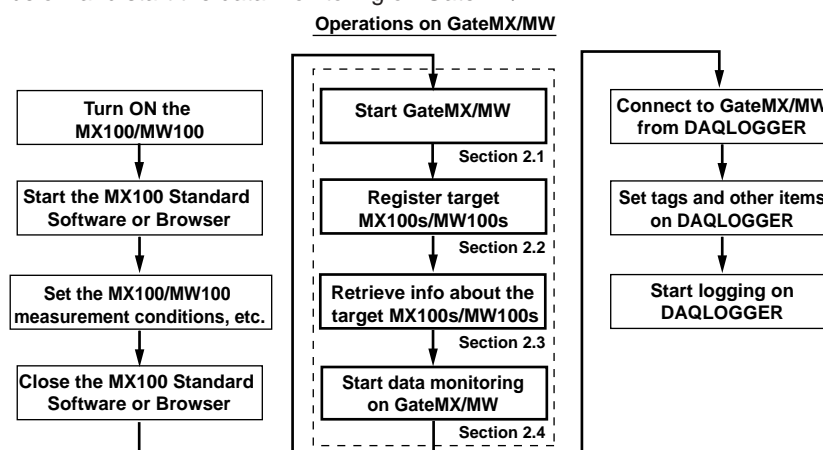 Operations on GateMX/MW
Turn ON the
MX100/MW100
Start the MX100 Standard
Software or Browser
Set the MX100/MW100
measurement conditions, etc.
Close the MX100 Standard
Software or Browser
Start GateMX/MW
Section 2.1
Register target
MX100s/MW100s
Section 2.2
Retrieve info about the
target MX100s/MW100s
Section 2.3
Start data monitoring
on GateMX/MW
Section 2.4
Connect to GateMX/MW
from DAQLOGGER
Set tags and other items
on DAQLOGGER
Start logging on
DAQLOGGER